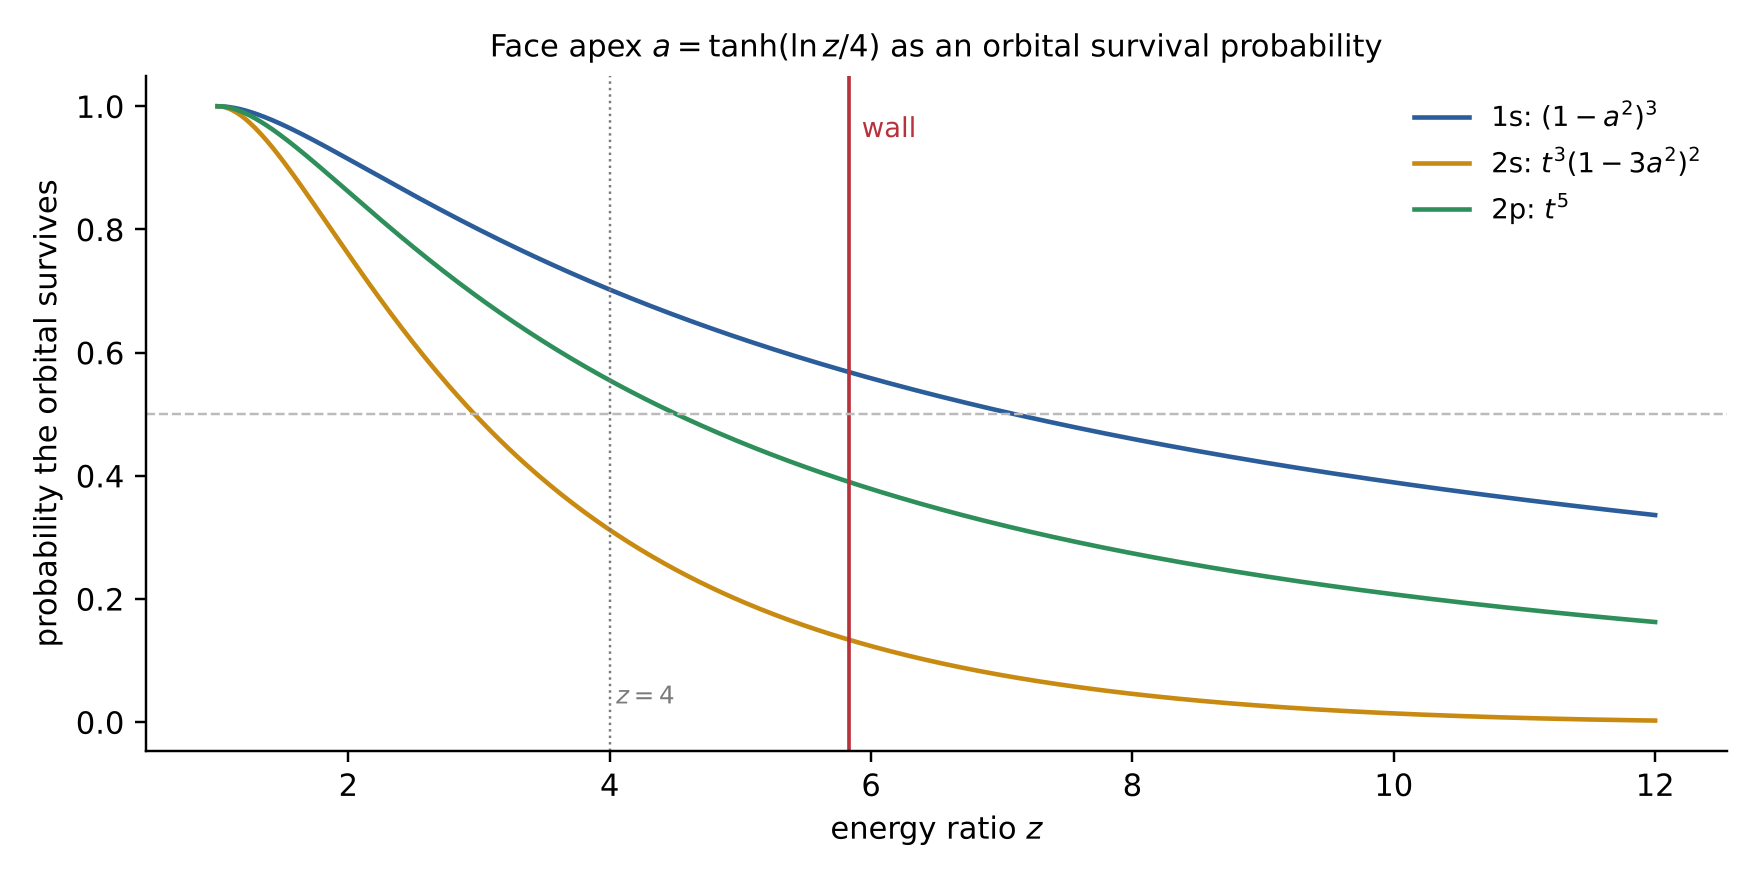 Face apex a = tanh(ln z/4) as an orbital survival probability
probability the orbital survives
1.0
0.8
0.6
0.4
0.2
0.0
wall
z = 4
1s: (1 − a²)³
2s: t³(1 − 3a²)²
2p: t⁵
2
4
6
8
10
12
energy ratio z